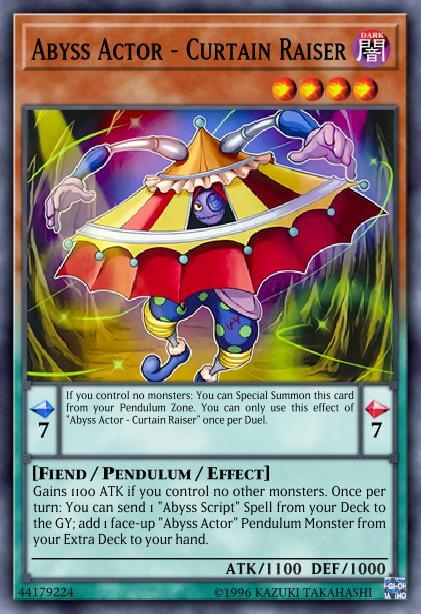 ABYSS ACTOR - CURTAIN RAISER
DARK
闇
If you control no monsters: You can Special Summon this card
from your Pendulum Zone. You can only use this effect of
"Abyss Actor - Curtain Raiser" once per Duel.
7
7
[FIEND / PENDULUM / EFFECT]
Gains 1100 ATK if you control no other monsters. Once per
turn: You can send 1 "Abyss Script" Spell from your Deck to
the GY; add 1 face-up "Abyss Actor" Pendulum Monster from
your Extra Deck to your hand.
ATK/1100 DEF/1000
44179224
©1996 KAZUKI TAKAHASHI